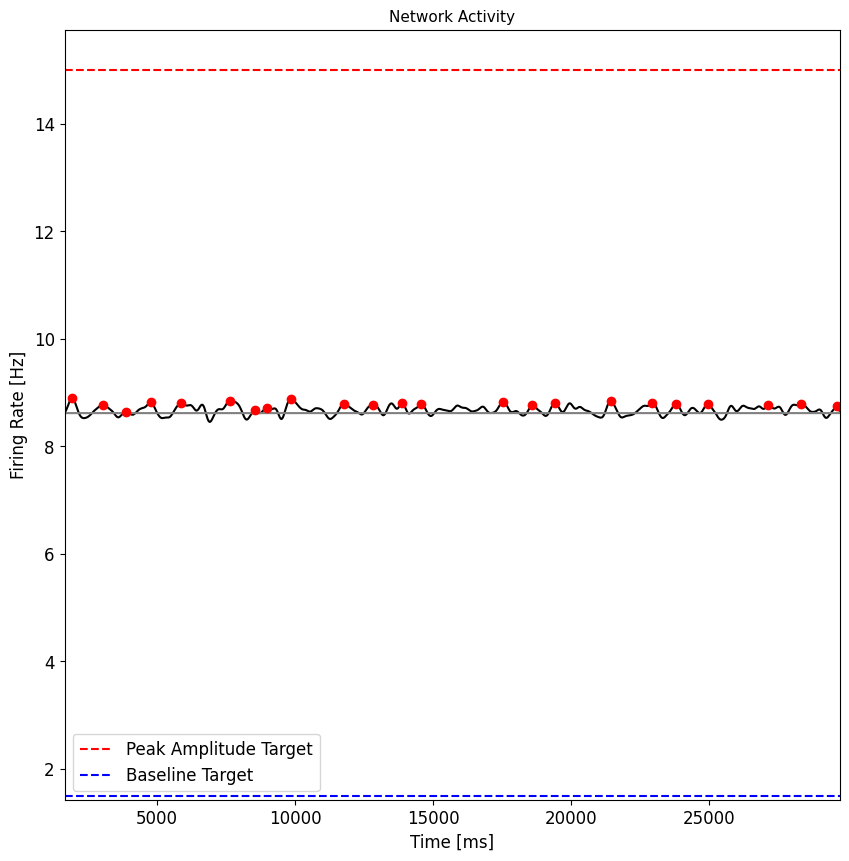 Network Activity
Firing Rate [Hz]
14
12
10
8
6
4
2
Peak Amplitude Target
Baseline Target
5000 10000 15000 20000 25000
Time [ms]